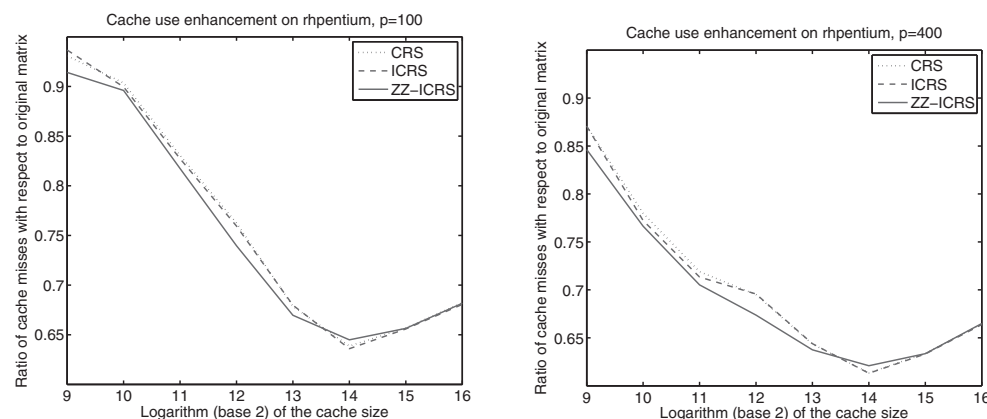 Cache use enhancement on rhpentium, p=100
Ratio of cache misses with respect to original matrix
0.9
0.85
0.8
0.75
0.7
0.65
CRS
ICRS
ZZ−ICRS
9 10 11 12 13 14 15 16
Logarithm (base 2) of the cache size
Cache use enhancement on rhpentium, p=400
Ratio of cache misses with respect to original matrix
0.9
0.85
0.8
0.75
0.7
0.65
CRS
ICRS
ZZ−ICRS
9 10 11 12 13 14 15 16
Logarithm (base 2) of the cache size